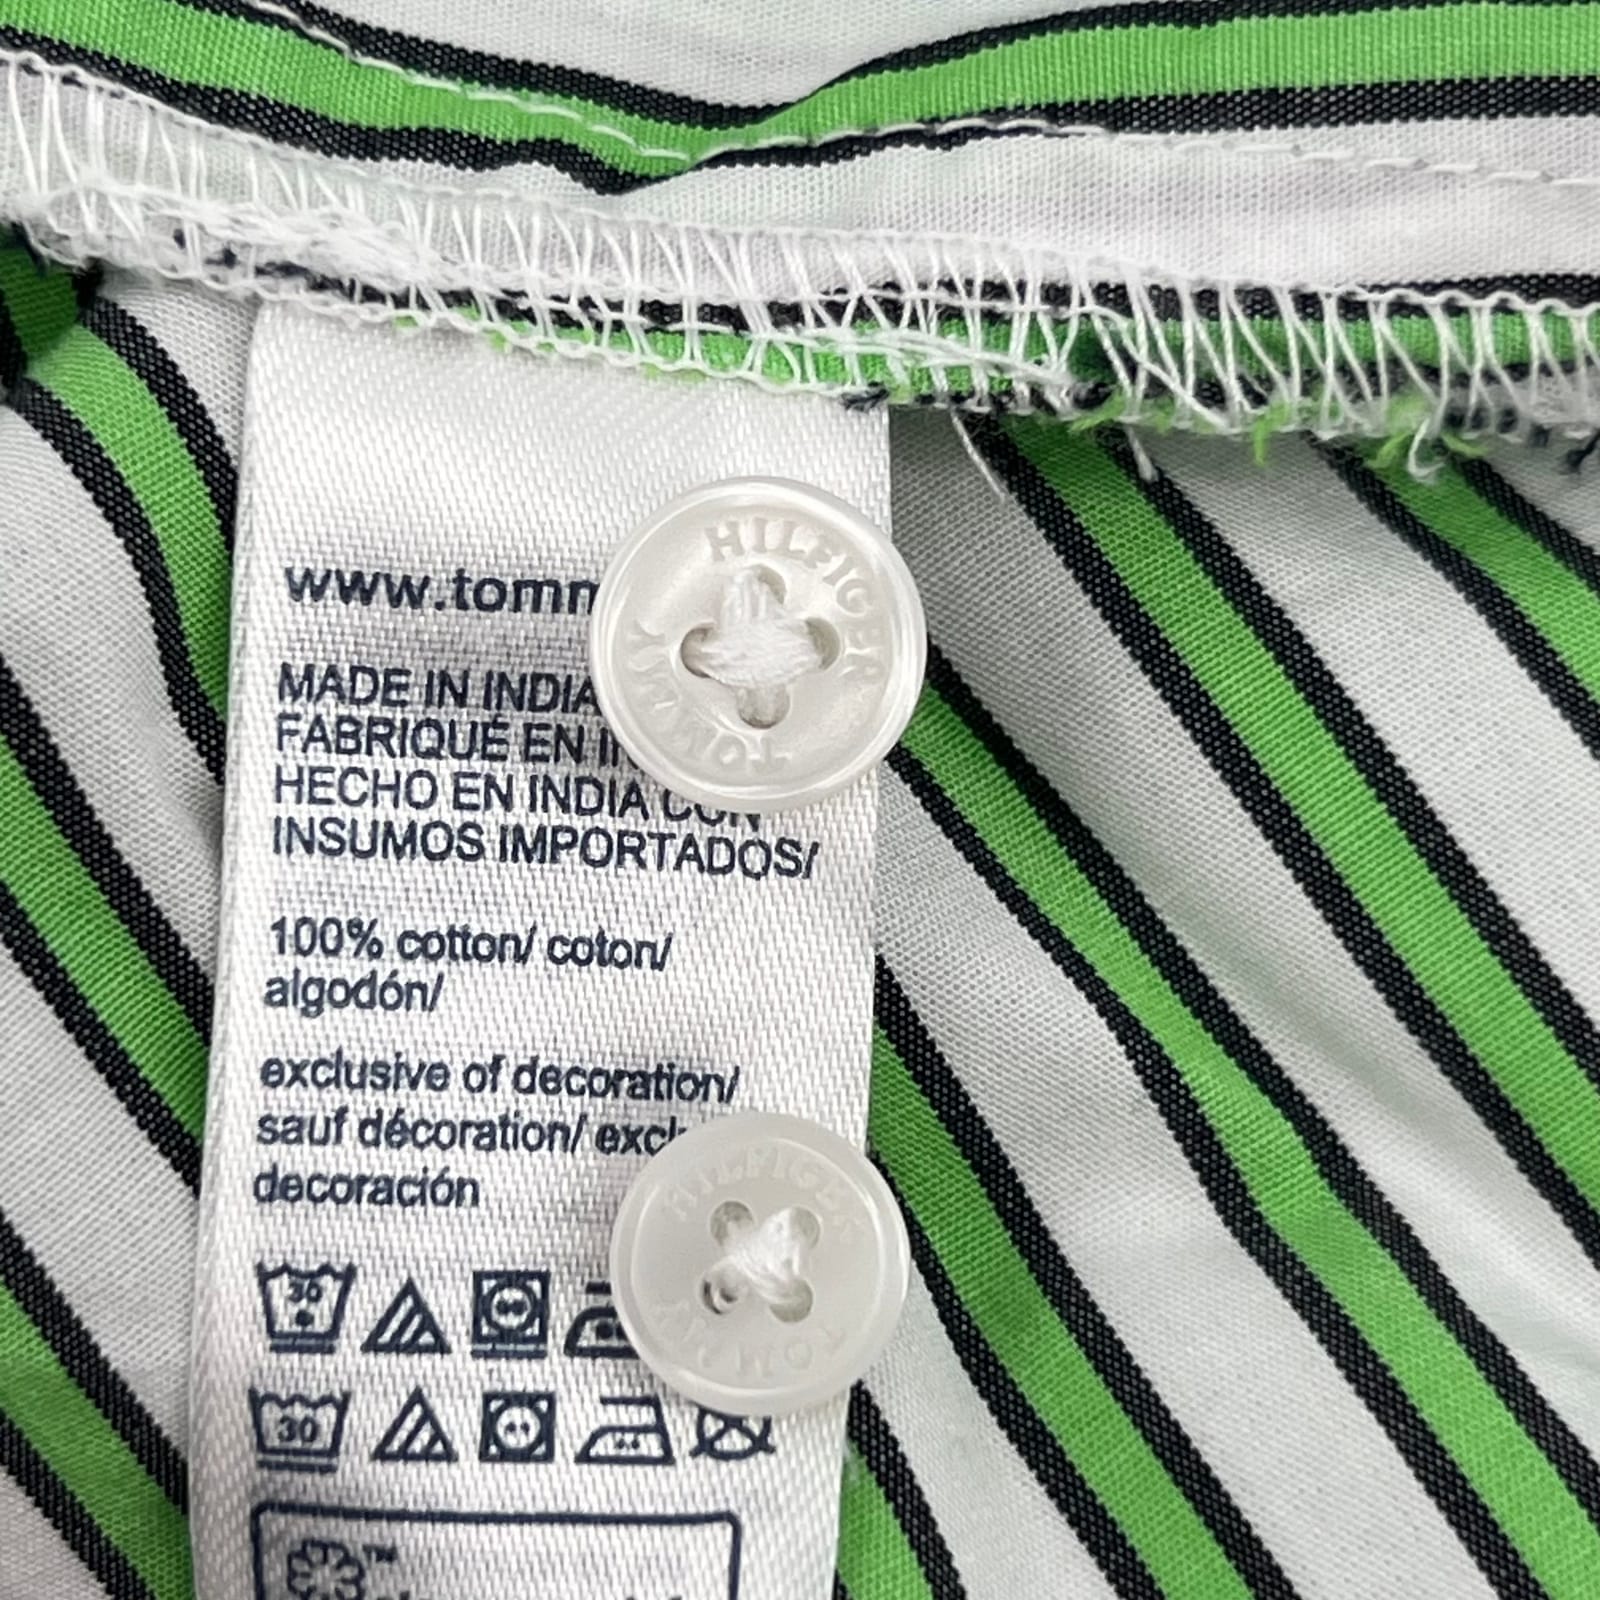 www.tomm
HILFIGER
TOMMY
MADE IN INDIA
FABRIQUÉ EN
HECHO EN INDIA CON
INSUMOS IMPORTADOS/
100% cotton/ coton/
algodón/
exclusive of decoration/
sauf décoration/
decoración
HILFIGER
TOMMY
30
30
TM